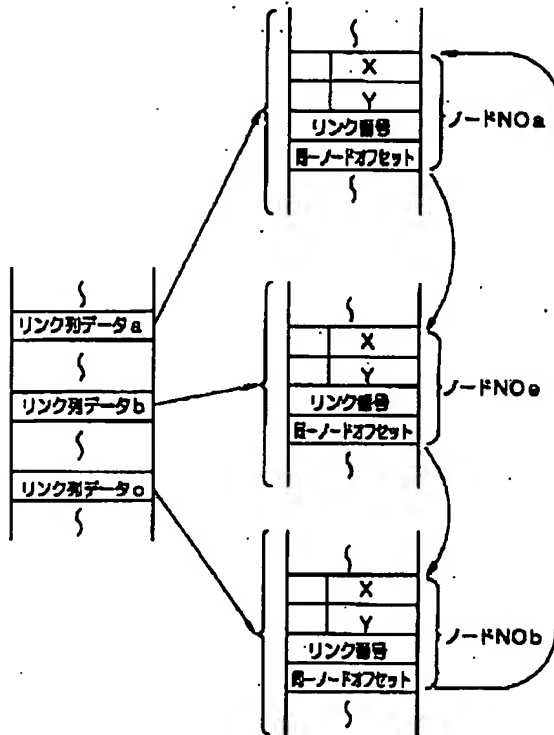 X
Y
リンク番号
同一ノードオフセット
ノードNOa
リンク列データa
リンク列データb
リンク列データc
X
Y
リンク番号
同一ノードオフセット
ノードNOc
X
Y
リンク番号
同一ノードオフセット
ノードNOb